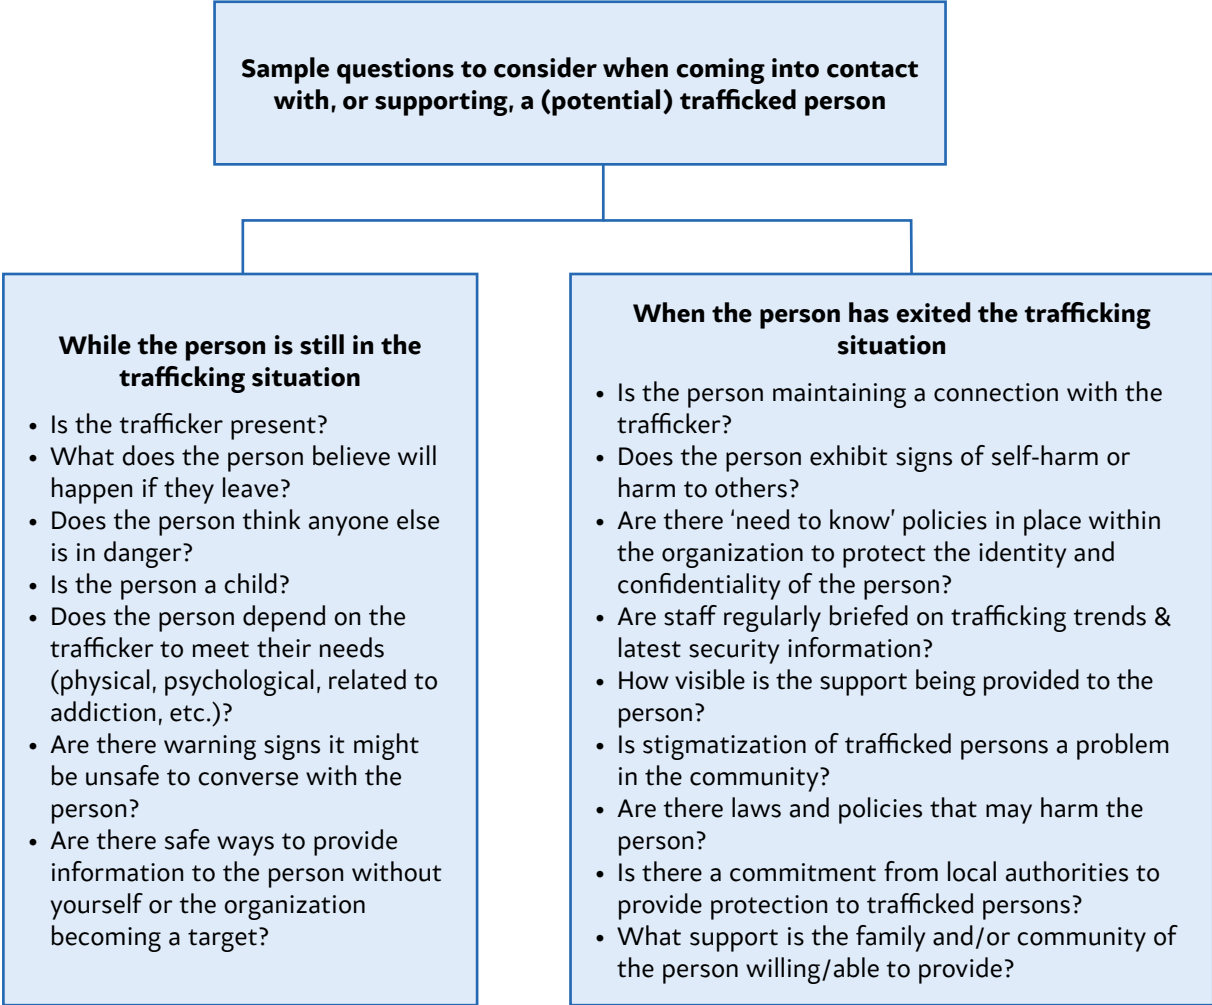 Sample questions to consider when coming into contact
with, or supporting, a (potential) trafficked person
While the person is still in the
trafficking situation
• Is the trafficker present?
• What does the person believe will
happen if they leave?
• Does the person think anyone else
is in danger?
• Is the person a child?
• Does the person depend on the
trafficker to meet their needs
(physical, psychological, related to
addiction, etc.)?
• Are there warning signs it might
be unsafe to converse with the
person?
• Are there safe ways to provide
information to the person without
yourself or the organization
becoming a target?
When the person has exited the trafficking
situation
• Is the person maintaining a connection with the
trafficker?
• Does the person exhibit signs of self-harm or
harm to others?
• Are there ‘need to know’ policies in place within
the organization to protect the identity and
confidentiality of the person?
• Are staff regularly briefed on trafficking trends &
latest security information?
• How visible is the support being provided to the
person?
• Is stigmatization of trafficked persons a problem
in the community?
• Are there laws and policies that may harm the
person?
• Is there a commitment from local authorities to
provide protection to trafficked persons?
• What support is the family and/or community of
the person willing/able to provide?